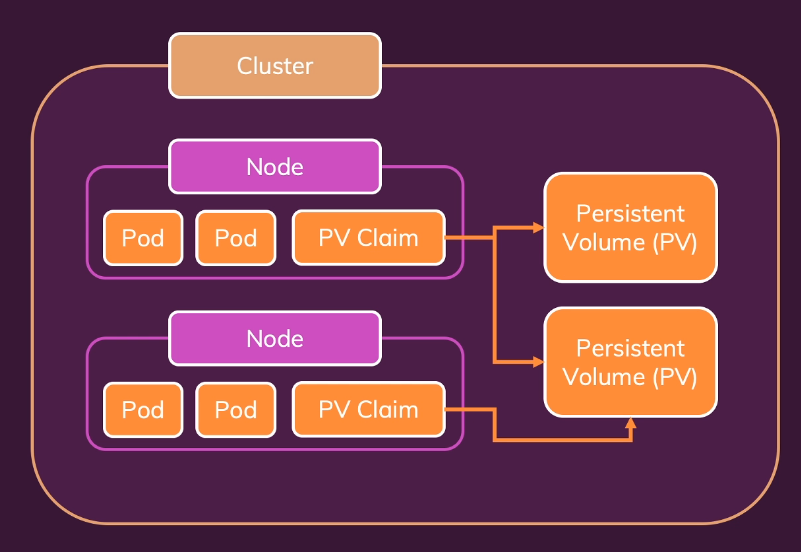 Cluster
Node
Pod
Pod
PV Claim
Persistent
Volume (PV)
Node
Pod
Pod
PV Claim
Persistent
Volume (PV)